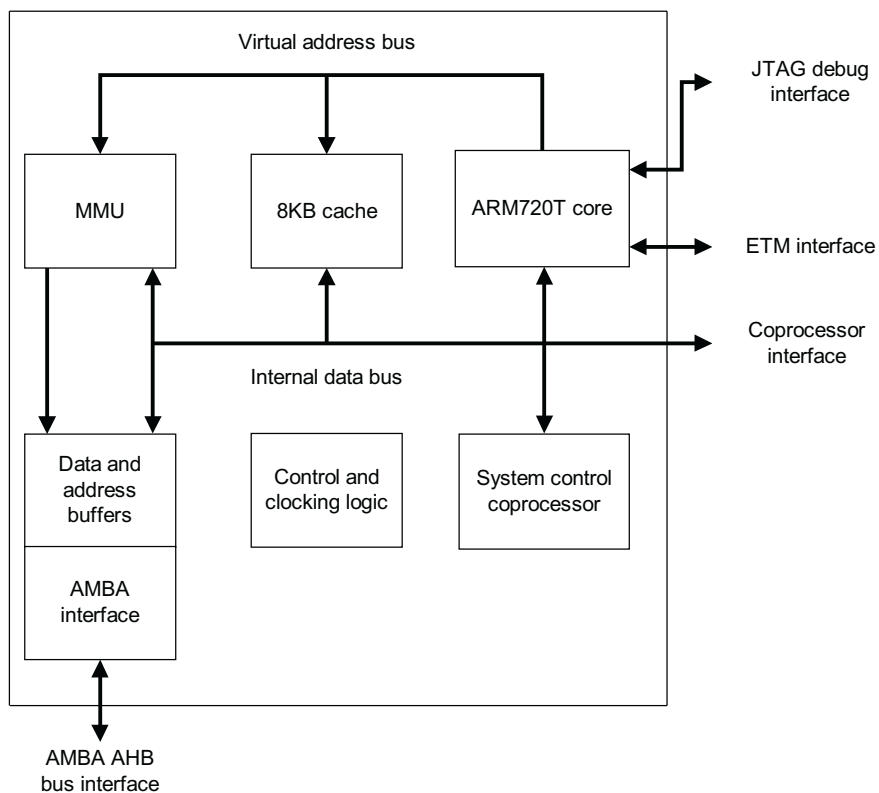 Virtual address bus
JTAG debug
interface
MMU
8KB cache
ARM720T core
ETM interface
Coprocessor
interface
Internal data bus
Data and
address
buffers
Control and
clocking logic
System control
coprocessor
AMBA
interface
AMBA AHB
bus interface